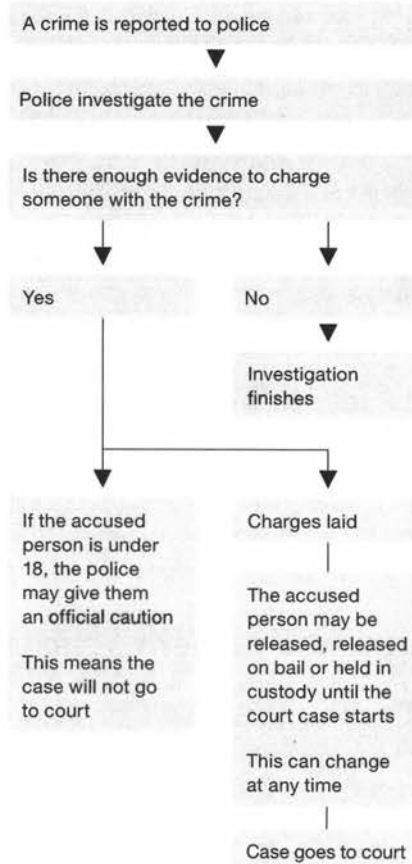 A crime is reported to police
Police investigate the crime
Is there enough evidence to charge
someone with the crime?
Yes
No
Investigation
finishes
If the accused
person is under
18, the police
may give them
an official caution
This means the
case will not go
to court
Charges laid
The accused
person may be
released, released
on bail or held in
custody until the
court case starts
This can change
at any time
Case goes to court